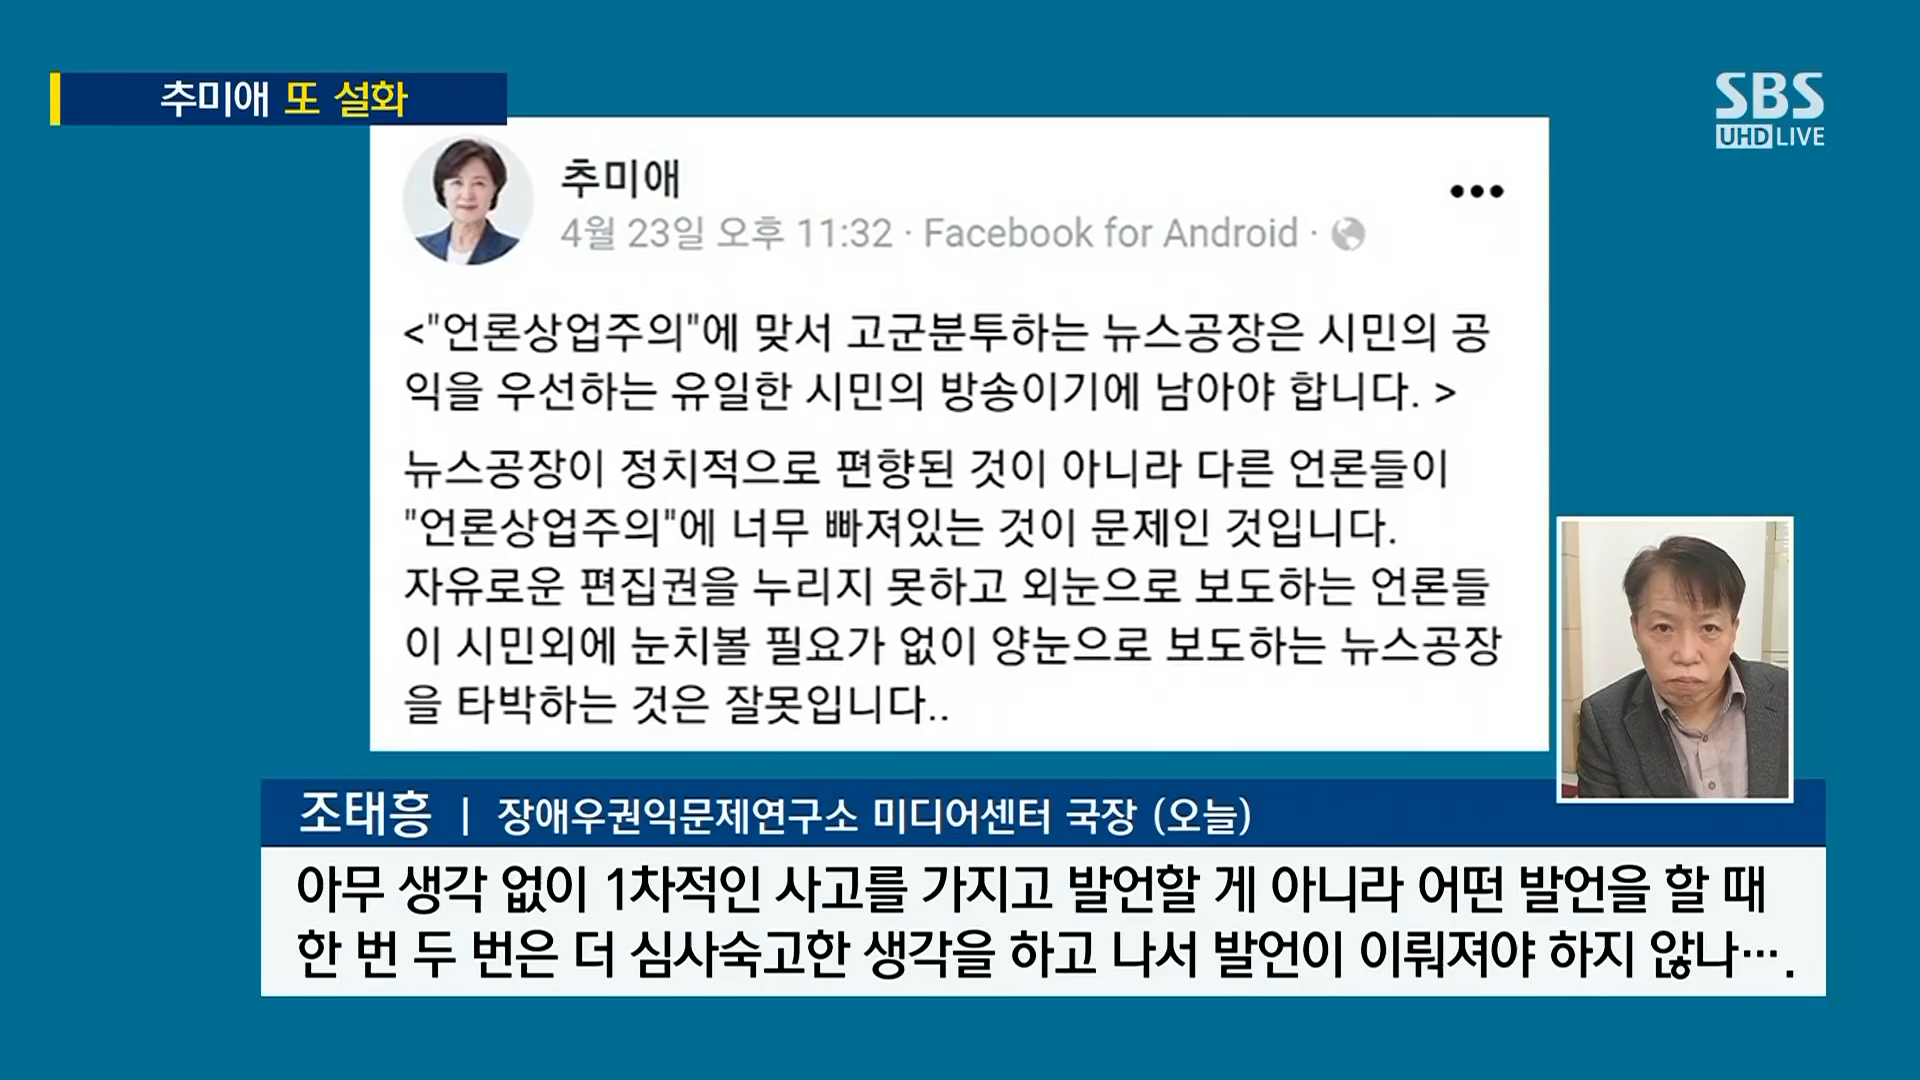 추미애 또 설화
SBS
UHD LIVE
추미애
4월 23일 오후 11:32 · Facebook for Android ·
<"언론상업주의"에 맞서 고군분투하는 뉴스공장은 시민의 공
익을 우선하는 유일한 시민의 방송이기에 남아야 합니다. >
뉴스공장이 정치적으로 편향된 것이 아니라 다른 언론들이
"언론상업주의"에 너무 빠져있는 것이 문제인 것입니다.
자유로운 편집권을 누리지 못하고 외눈으로 보도하는 언론들
이 시민외에 눈치볼 필요가 없이 양눈으로 보도하는 뉴스공장
을 타박하는 것은 잘못입니다..
조태흥 | 장애우권익문제연구소 미디어센터 국장 (오늘)
아무 생각 없이 1차적인 사고를 가지고 발언할 게 아니라 어떤 발언을 할 때
한 번 두 번은 더 심사숙고한 생각을 하고 나서 발언이 이뤄져야 하지 않나….